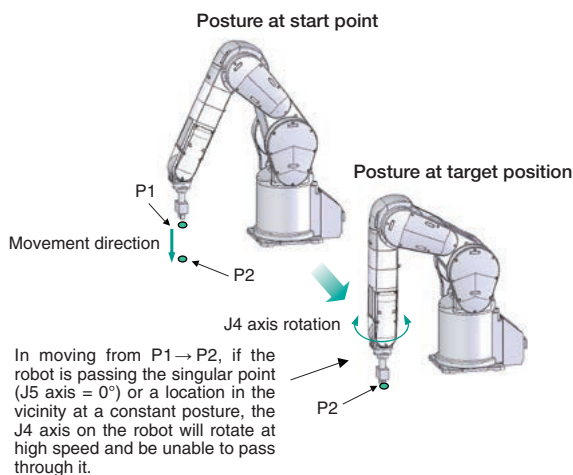 Posture at start point
Posture at target position
P1
Movement direction
P2
J4 axis rotation
In moving from P1→P2, if the
robot is passing the singular point
(J5 axis = 0°) or a location in the
vicinity at a constant posture, the
J4 axis on the robot will rotate at
high speed and be unable to pass
through it.
P2